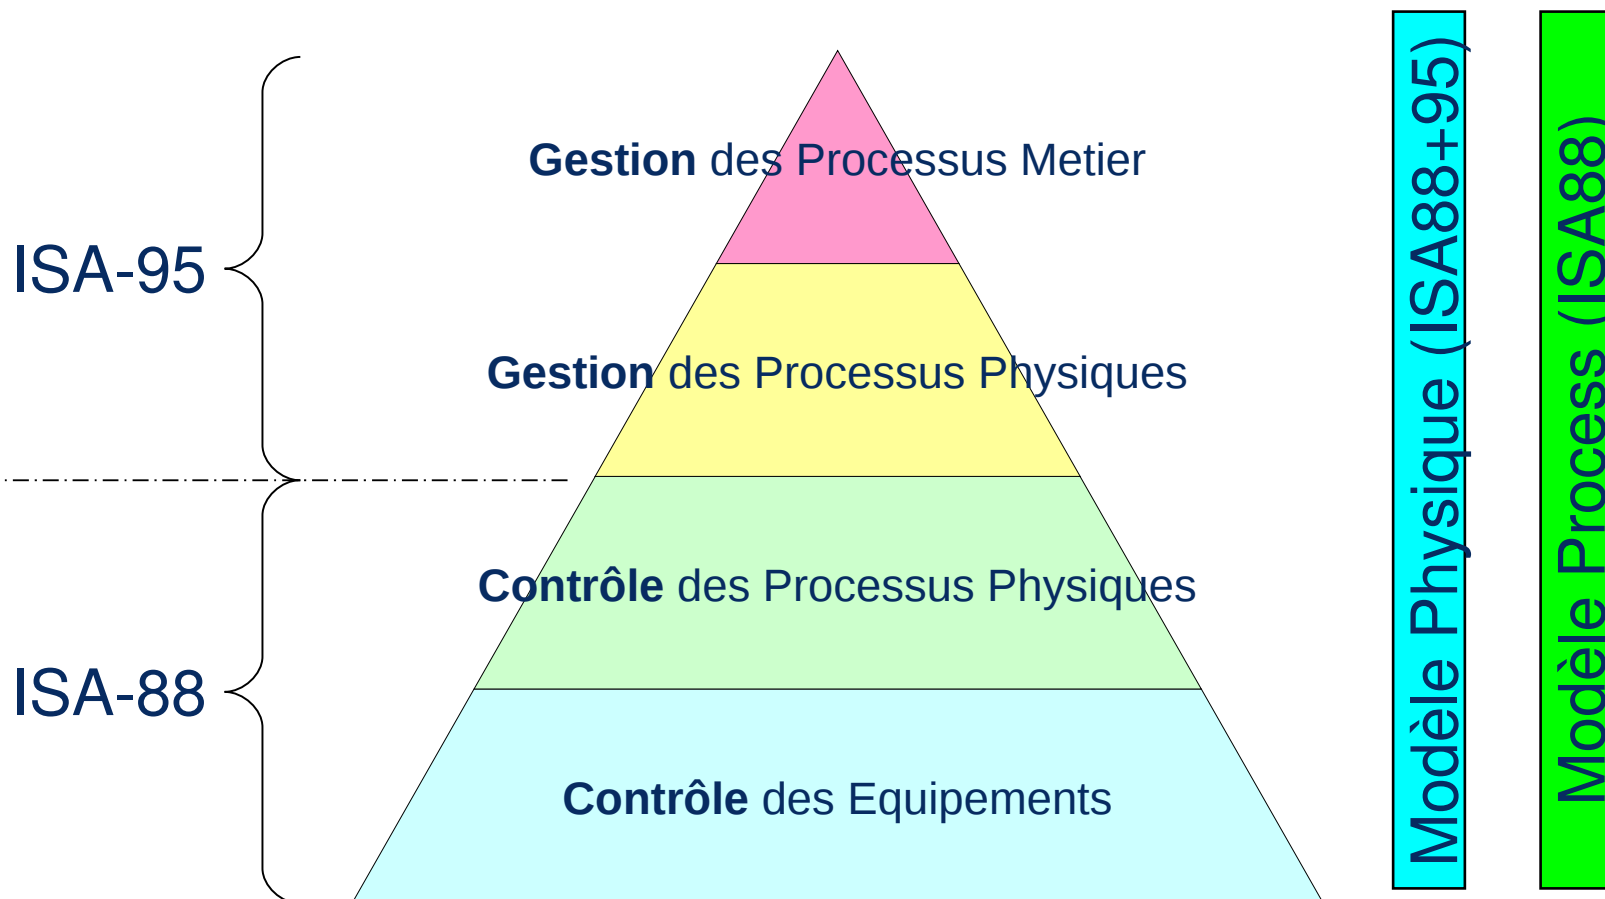 Gestion des Processus Metier
ISA-95
Gestion des Processus Physiques
Contrôle des Processus Physiques
ISA-88
Contrôle des Equipements
Modèle Physique (ISA88+95)
Modèle Process (ISA88)